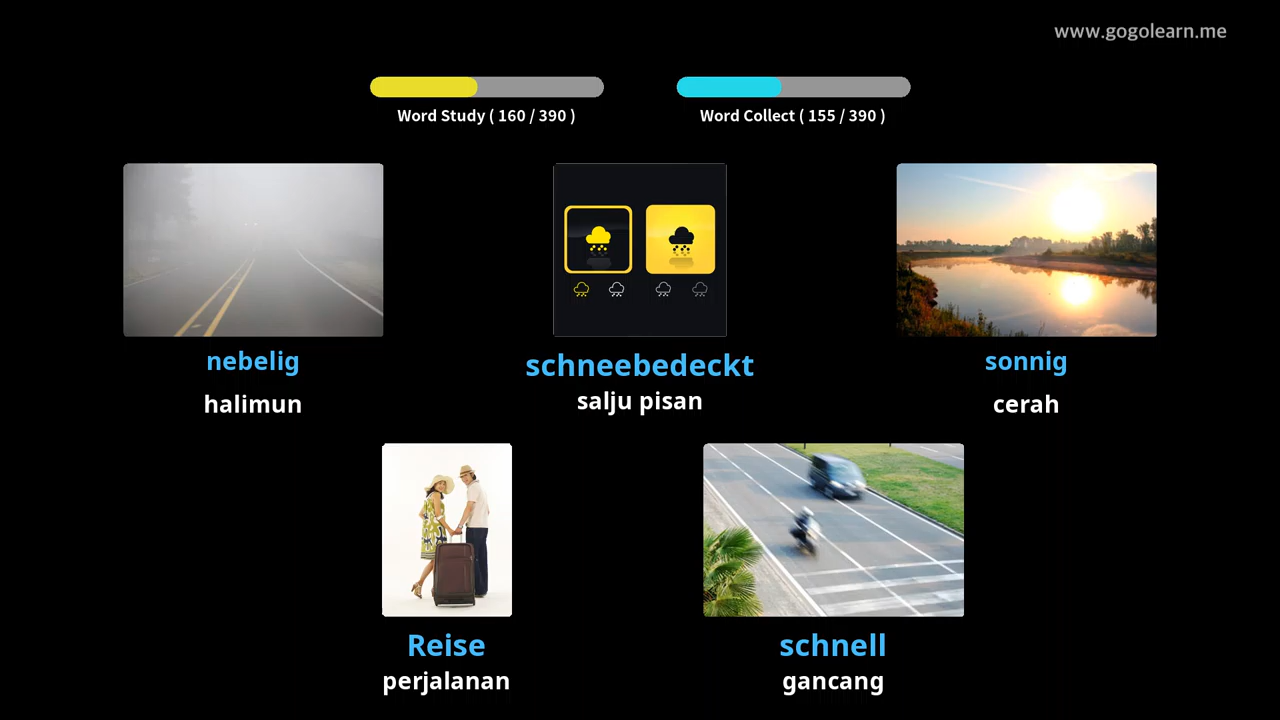 www.gogolearn.me
Word Study ( 160 / 390 )
Word Collect ( 155 / 390 )
nebelig
halimun
schneebedeckt
salju pisan
sonnig
cerah
Reise
perjalanan
schnell
gancang